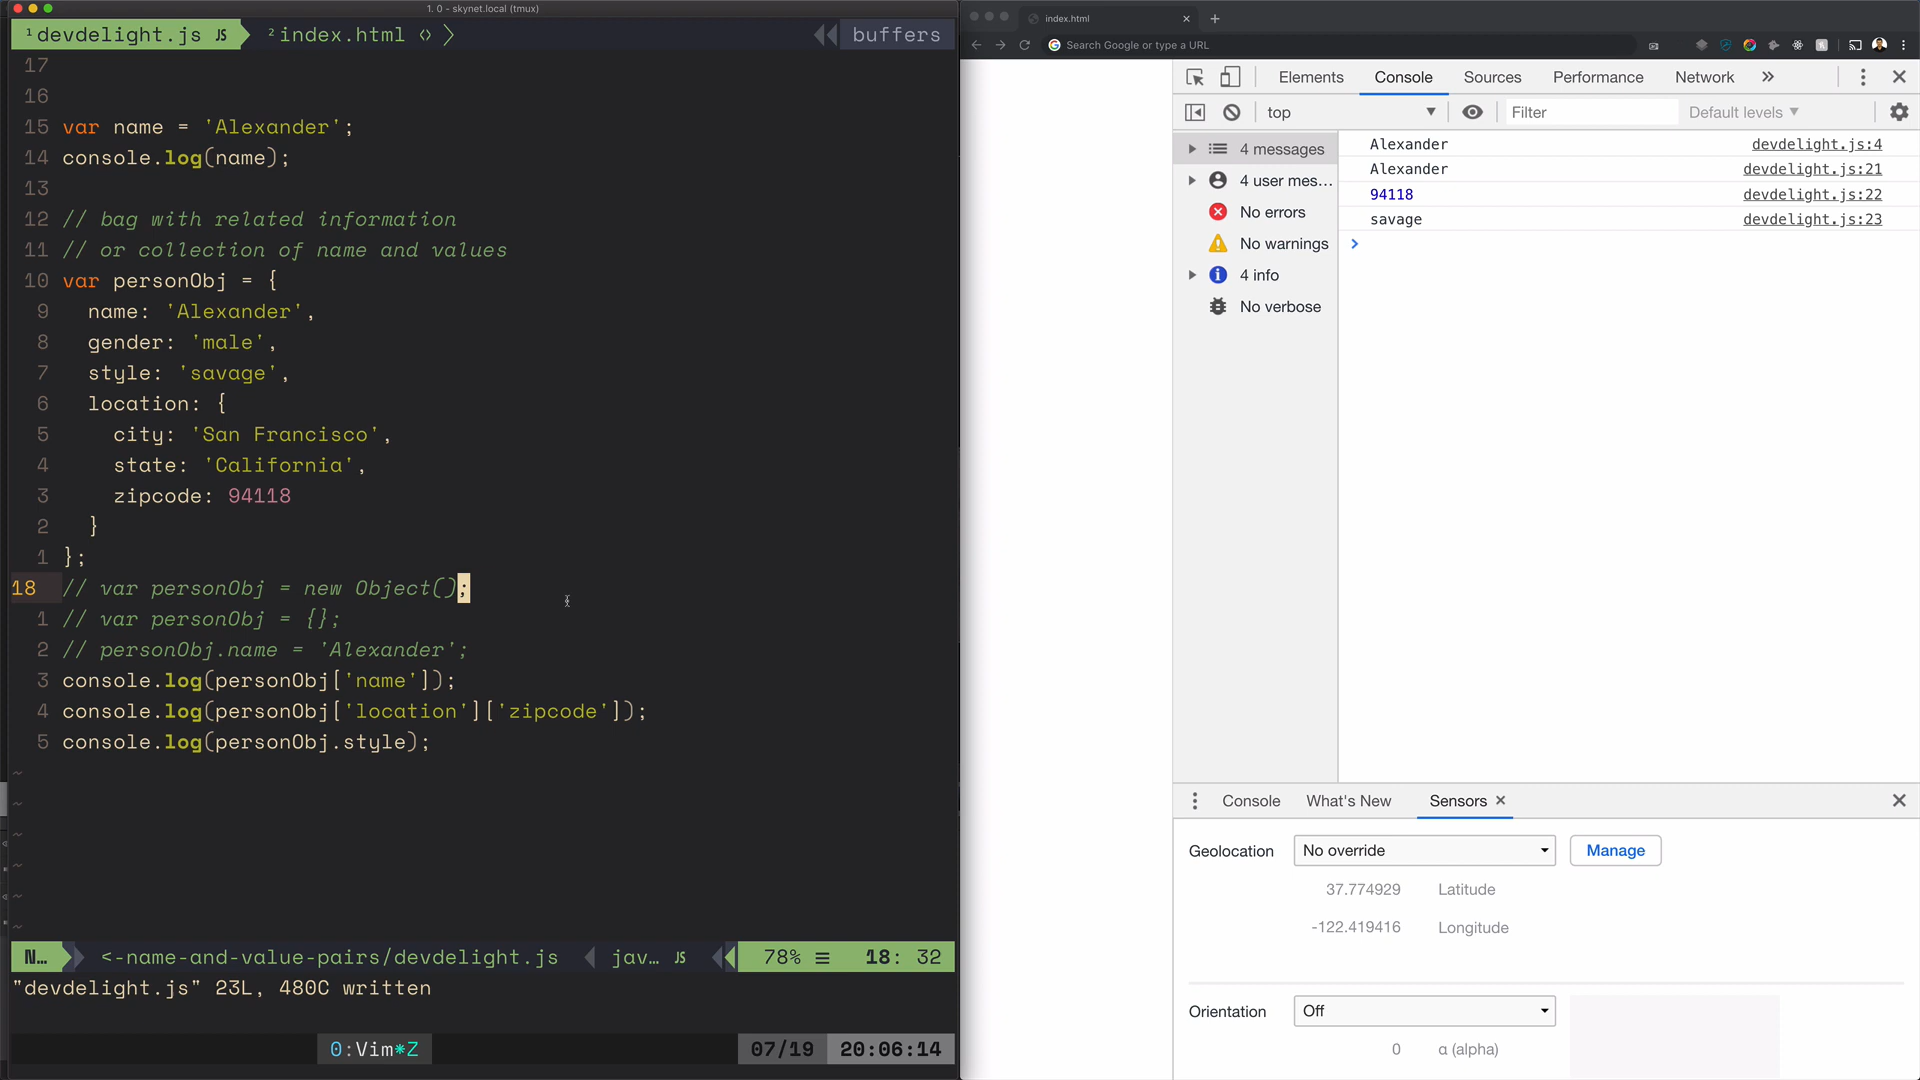 1. 0 - skynet.local (tmux)
1 devdelight.js JS 2 index.html <> buffers
17
16
15 var name = 'Alexander';
14 console.log(name);
13
12 // bag with related information
11 // or collection of name and values
10 var personObj = {
9 name: 'Alexander',
8 gender: 'male',
7 style: 'savage',
6 location: {
5 city: 'San Francisco',
4 state: 'California',
3 zipcode: 94118
2 }
1 };
18 // var personObj = new Object();
1 // var personObj = {};
2 // personObj.name = 'Alexander';
3 console.log(personObj['name']);
4 console.log(personObj['location']['zipcode']);
5 console.log(personObj.style);
~
~
~
~
~
~
N… <-name-and-value-pairs/devdelight.js jav… JS 78% ≡ 18: 32
"devdelight.js" 23L, 480C written
0:Vim*Z 07/19 20:06:14
index.html
Search Google or type a URL
Elements Console Sources Performance Network »
top Filter Default levels
4 messages
4 user mes…
No errors
No warnings
4 info
No verbose
Alexander devdelight.js:4
Alexander devdelight.js:21
94118 devdelight.js:22
savage devdelight.js:23
Console What's New Sensors
Geolocation No override Manage
37.774929 Latitude
-122.419416 Longitude
Orientation Off
0 α (alpha)